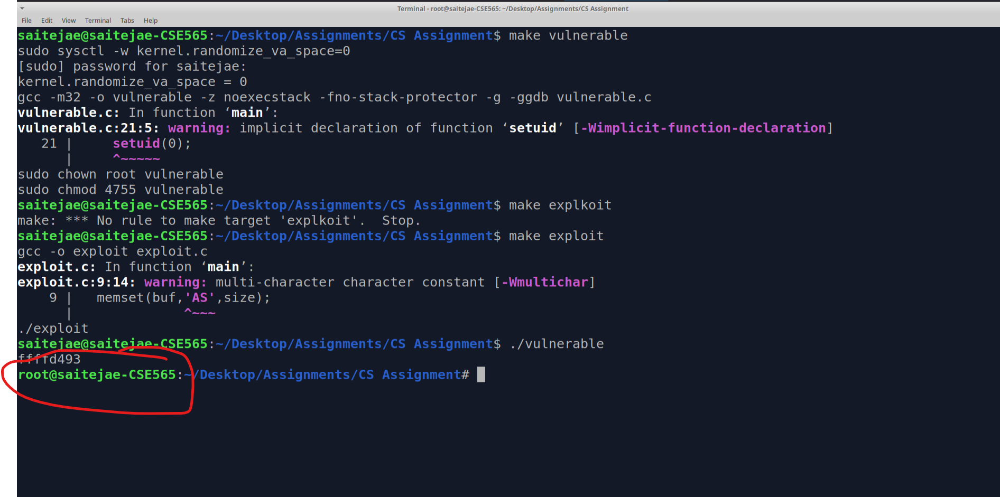 Terminal - root@saitejae-CSE565: ~/Desktop/Assignments/CS Assignment
File Edit View Terminal Tabs Help
saitejae@saitejae-CSE565:~/Desktop/Assignments/CS Assignment$ make vulnerable
sudo sysctl -w kernel.randomize_va_space=0
[sudo] password for saitejae:
kernel.randomize_va_space = 0
gcc -m32 -o vulnerable -z noexecstack -fno-stack-protector -g -ggdb vulnerable.c
vulnerable.c: In function ‘main’:
vulnerable.c:21:5: warning: implicit declaration of function ‘setuid’ [-Wimplicit-function-declaration]
   21 |     setuid(0);
      |     ^~~~~~
sudo chown root vulnerable
sudo chmod 4755 vulnerable
saitejae@saitejae-CSE565:~/Desktop/Assignments/CS Assignment$ make explkoit
make: *** No rule to make target 'explkoit'.  Stop.
saitejae@saitejae-CSE565:~/Desktop/Assignments/CS Assignment$ make exploit
gcc -o exploit exploit.c
exploit.c: In function ‘main’:
exploit.c:9:14: warning: multi-character character constant [-Wmultichar]
    9 |   memset(buf,'AS',size);
      |              ^~~~
./exploit
saitejae@saitejae-CSE565:~/Desktop/Assignments/CS Assignment$ ./vulnerable
ffffd493
root@saitejae-CSE565:~/Desktop/Assignments/CS Assignment#